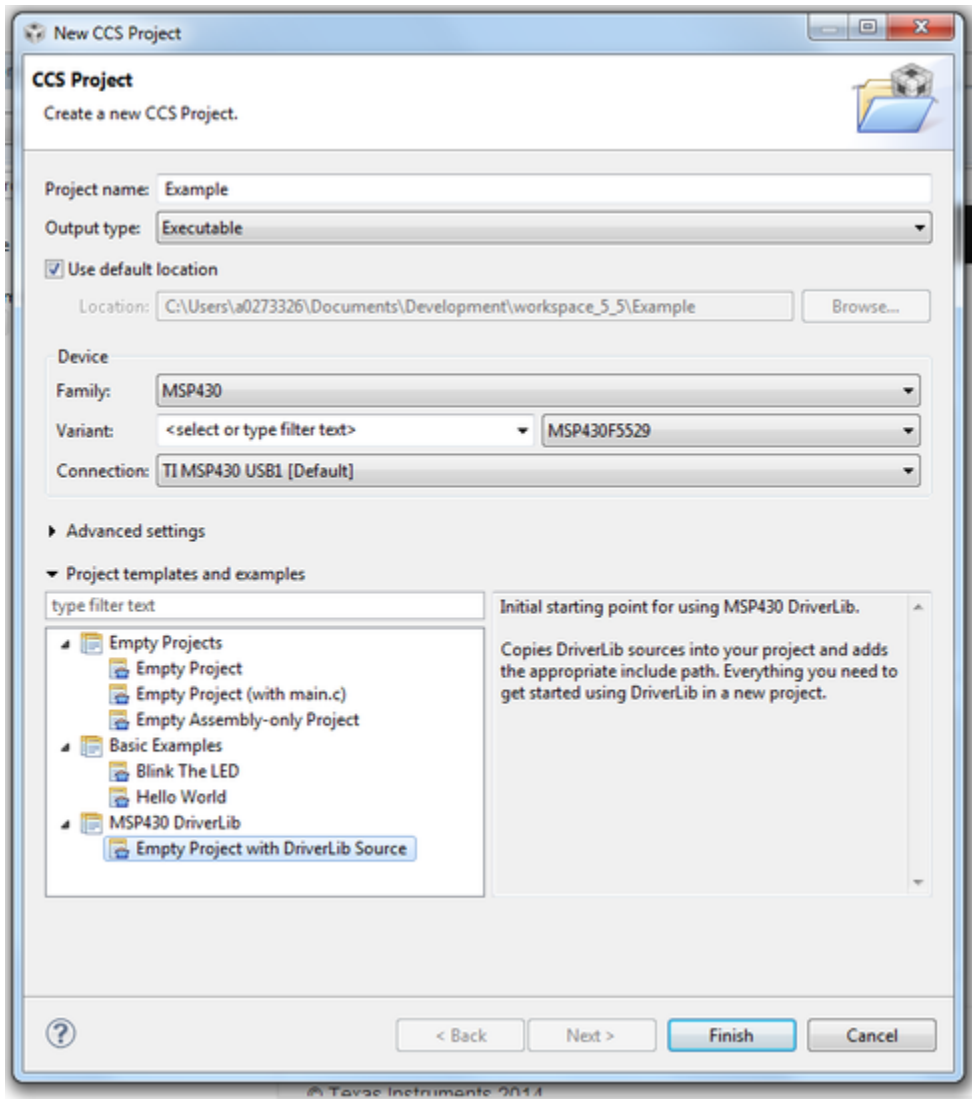 New CCS Project
CCS Project
Create a new CCS Project.
Project name: Example
Output type: Executable
Use default location
Location: C:\Users\a0273326\Documents\Development\workspace_5_5\Example Browse...
Device
Family: MSP430
Variant: <select or type filter text> MSP430F5529
Connection: TI MSP430 USB1 [Default]
Advanced settings
Project templates and examples
type filter text
Empty Projects
Empty Project
Empty Project (with main.c)
Empty Assembly-only Project
Basic Examples
Blink The LED
Hello World
MSP430 DriverLib
Empty Project with DriverLib Source
Initial starting point for using MSP430 DriverLib.
Copies DriverLib sources into your project and adds
the appropriate include path. Everything you need to
get started using DriverLib in a new project.
? < Back Next > Finish Cancel
© Texas Instruments 2014